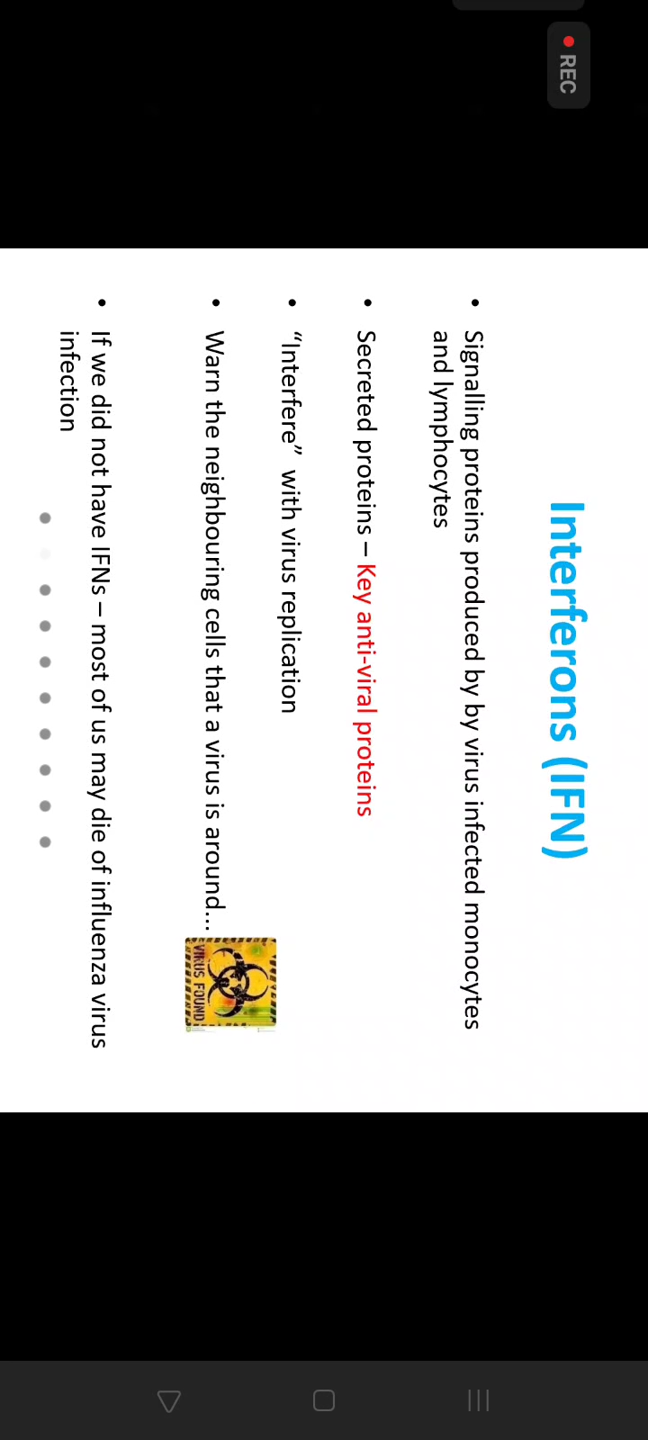 REC
Interferons (IFN)
• Signalling proteins produced by by virus infected monocytes
and lymphocytes
• Secreted proteins – Key anti-viral proteins
• “Interfere” with virus replication
• Warn the neighbouring cells that a virus is around...
VIRUS FOUND
• If we did not have IFNs – most of us may die of influenza virus
infection